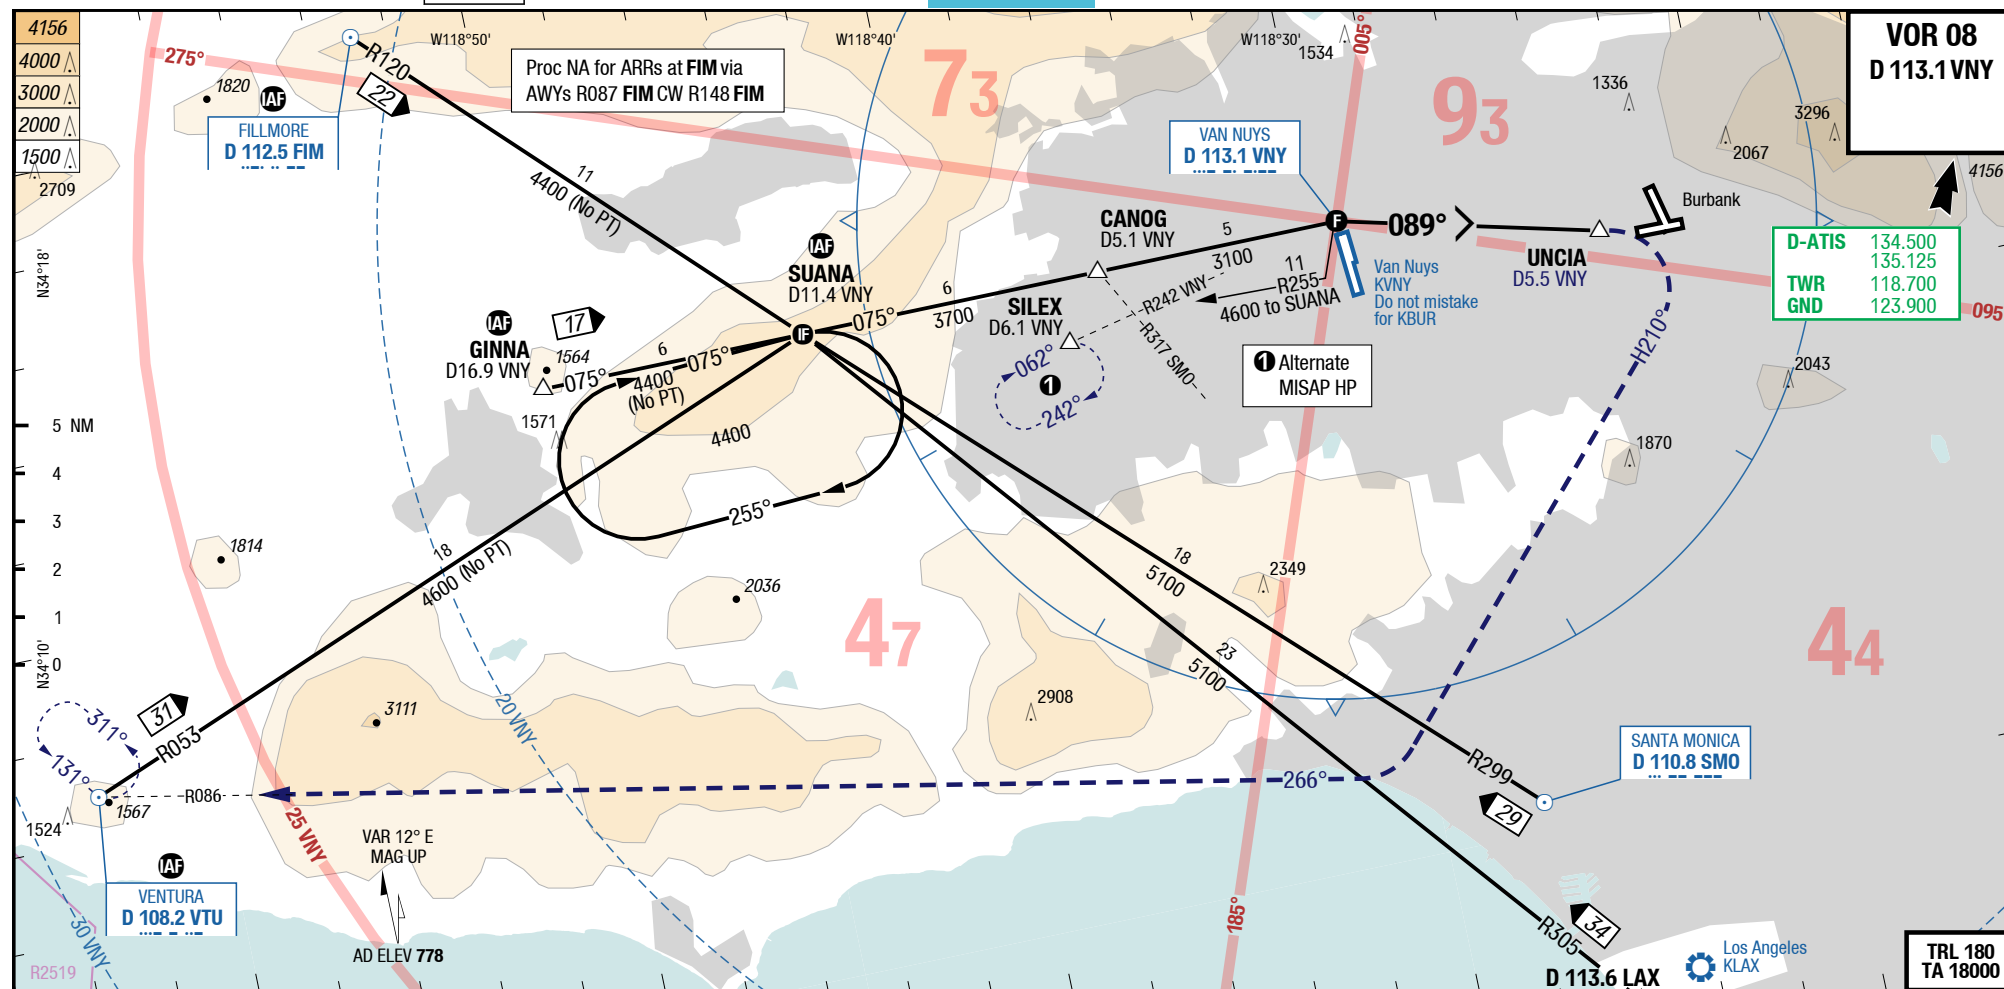 4156
4000
3000
2000
1500
2709
275°
1820
IAF
FILLMORE
D 112.5 FIM
R120
22
W118°50'
W118°40'
W118°30'
Proc NA for ARRs at FIM via
AWYs R087 FIM CW R148 FIM
73
93
1534
005°
1336
3296
2067
VOR 08
D 113.1 VNY
4156
VAN NUYS
D 113.1 VNY
Burbank
11
4400 (No PT)
IAF
SUANA
D11.4 VNY
CANOG
D5.1 VNY
5
3100
F
089°
UNCIA
D5.5 VNY
D-ATIS 134.500
135.125
TWR 118.700
GND 123.900
095
N34°18'
Van Nuys
KVNY
Do not mistake
for KBUR
11
R255
4600 to SUANA
R242 VNY
SILEX
D6.1 VNY
6
3700
075°
IF
R317 SMO
H210°
IAF
GINNA
D16.9 VNY
17
1564
6
075°
075°
4400
(No PT)
062°
1
242°
1 Alternate
MISAP HP
2043
1571
4400
255°
5 NM
4
3
2
1
0
N34°10'
1870
1814
18
4600 (No PT)
2036
47
18
5100
2349
44
23
5100
3111
2908
20 VNY
311°
131°
31
R053
R086
1567
1524
266°
R299
29
SANTA MONICA
D 110.8 SMO
25 VNY
VAR 12° E
MAG UP
IAF
VENTURA
D 108.2 VTU
30 VNY
R2519
AD ELEV 778
185°
34
R305
D 113.6 LAX
Los Angeles
KLAX
TRL 180
TA 18000